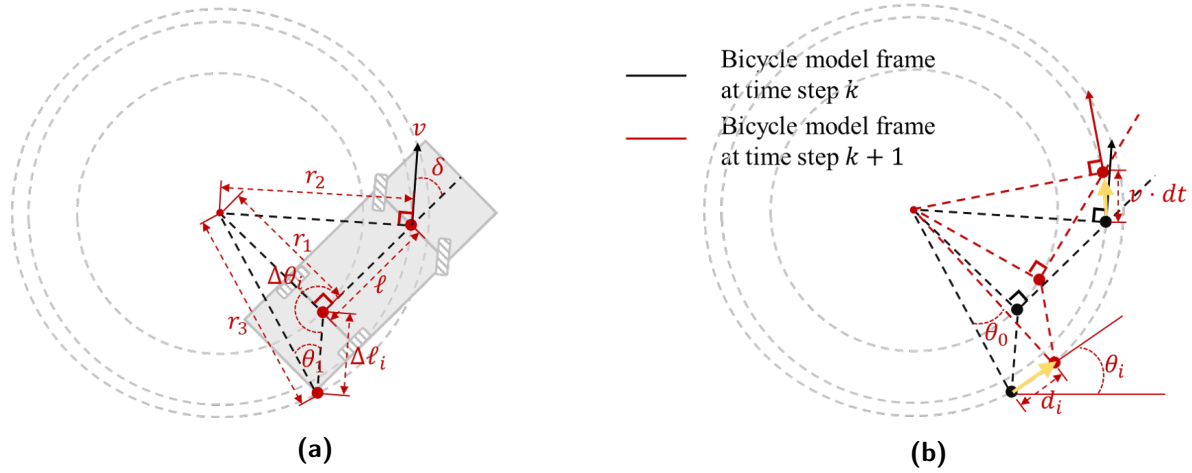 v
δ
r₂
r₁
Δθᵢ
ℓ
r₃
θ₁
Δℓᵢ
(a)
Bicycle model frame
at time step k
Bicycle model frame
at time step k + 1
v · dt
θ₀
θᵢ
dᵢ
(b)